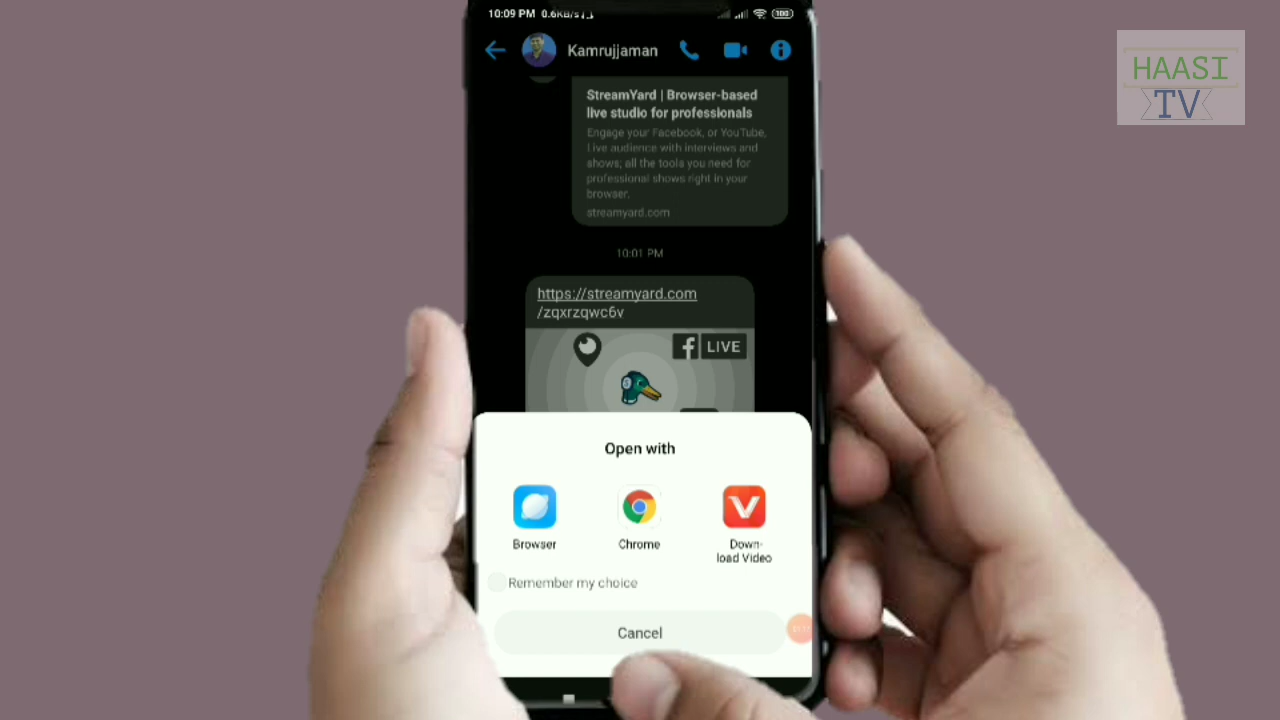 10:09 PM 0.6KB/s
100
Kamrujjaman
HAASI
TV
StreamYard | Browser-based
live studio for professionals
Engage your Facebook, or YouTube,
Live audience with interviews and
shows; all the tools you need for
professional shows right in your
browser.
streamyard.com
10:01 PM
https://streamyard.com
/zqxrzqwc6v
f LIVE
Open with
Browser
Chrome
Down-
load Video
Remember my choice
Cancel